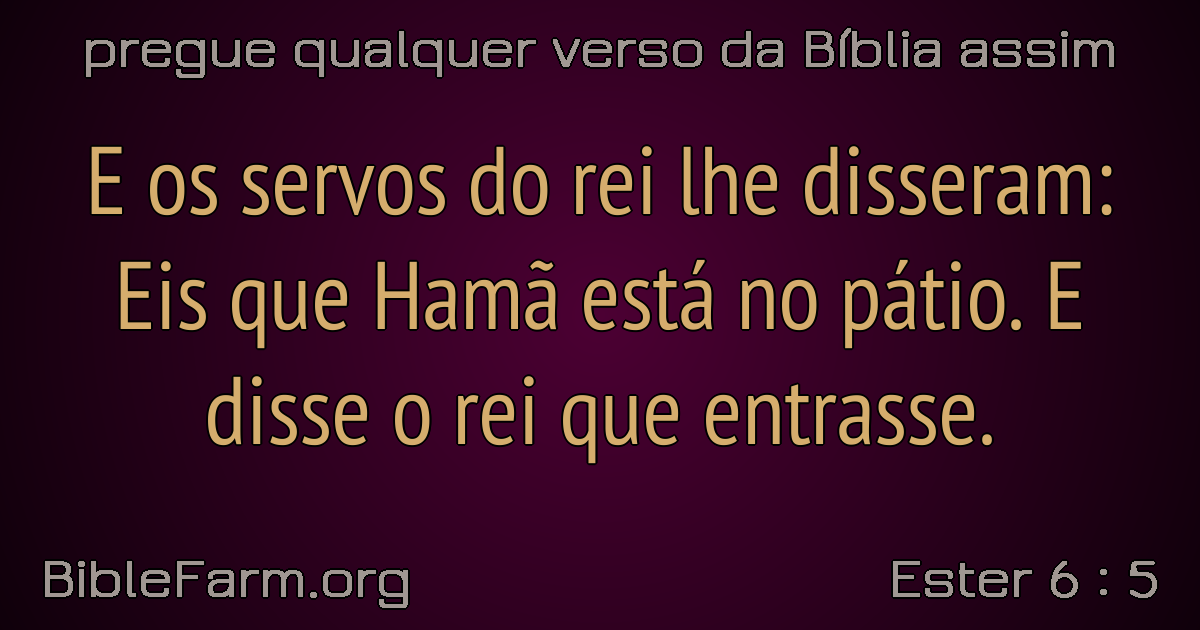 pregue qualquer verso da Bíblia assim
E os servos do rei lhe disseram:
Eis que Hamã está no pátio. E
disse o rei que entrasse.
BibleFarm.org
Ester 6 : 5